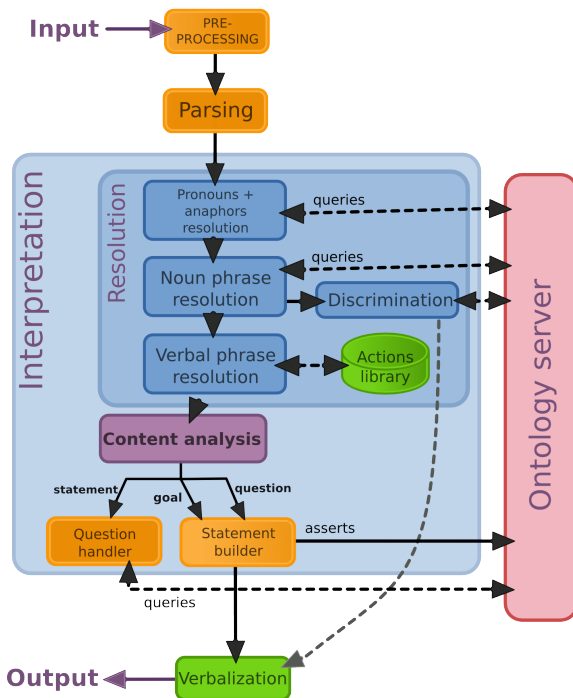 Input
PRE-
PROCESSING
Parsing
Interpretation
Resolution
Pronouns +
anaphors
resolution
queries
Noun phrase
resolution
queries
Discrimination
Verbal phrase
resolution
Actions
library
Ontology server
Content analysis
statement
goal
question
Question
handler
Statement
builder
asserts
queries
Verbalization
Output